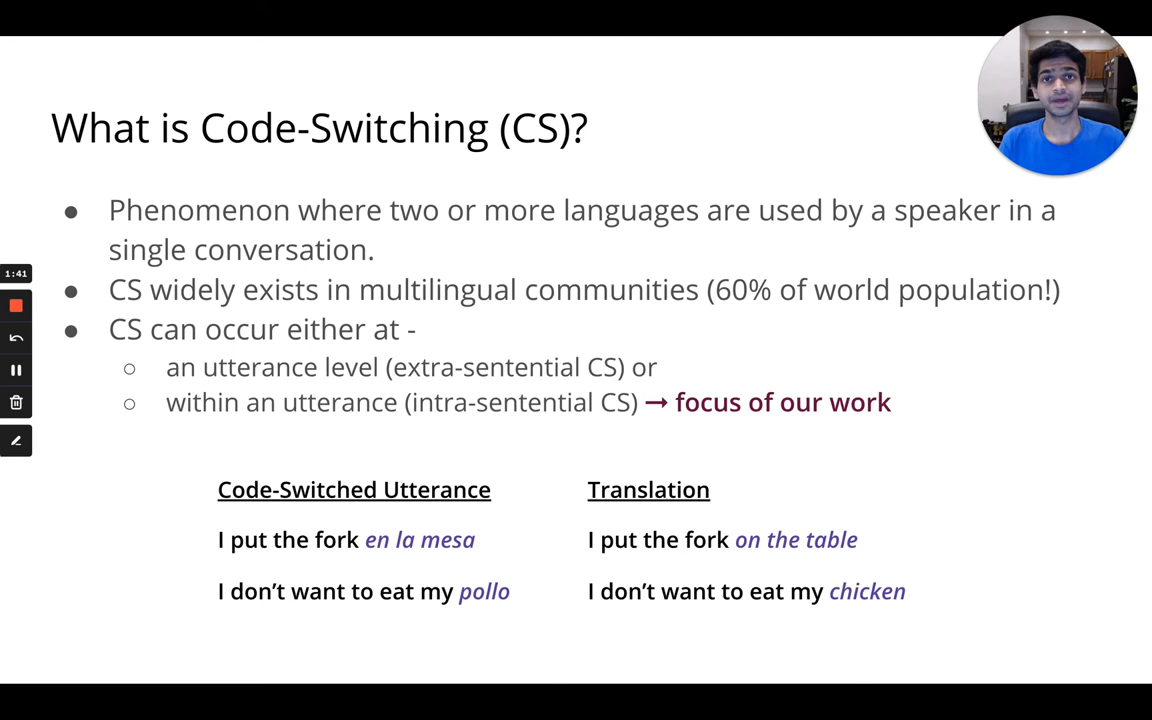 What is Code-Switching (CS)?
● Phenomenon where two or more languages are used by a speaker in a
single conversation.
● CS widely exists in multilingual communities (60% of world population!)
● CS can occur either at -
○ an utterance level (extra-sentential CS) or
○ within an utterance (intra-sentential CS) → focus of our work
1:41
Code-Switched Utterance Translation
I put the fork en la mesa I put the fork on the table
I don’t want to eat my pollo I don’t want to eat my chicken